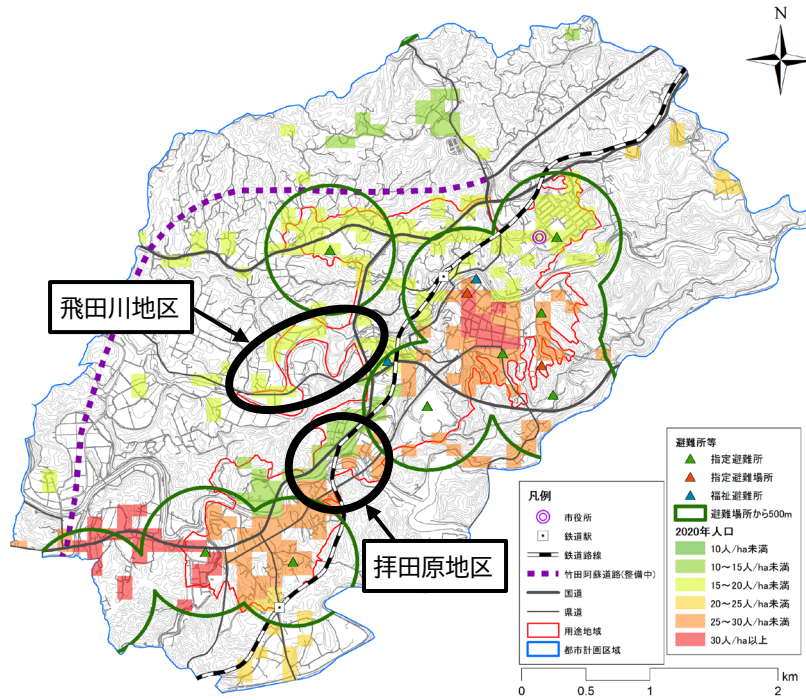 N
飛田川地区
拝田原地区
凡例
市役所
鉄道駅
鉄道路線
竹田阿蘇道路(整備中)
国道
県道
用途地域
都市計画区域
避難所等
指定避難所
指定避難場所
福祉避難所
避難場所から500m
2020年人口
10人/ha未満
10～15人/ha未満
15～20人/ha未満
20～25人/ha未満
25～30人/ha未満
30人/ha以上
km
0 0.5 1 2